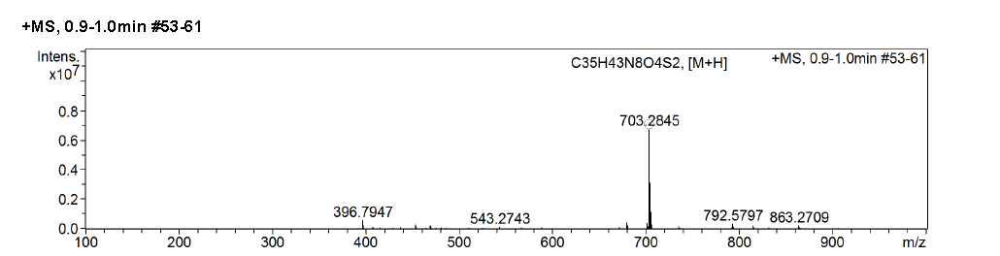 +MS, 0.9-1.0min #53-61
Intens.
x10^7
C35H43N8O4S2, [M+H]
+MS, 0.9-1.0min #53-61
0.8
703.2845
0.6
0.4
0.2
396.7947
543.2743
792.5797
863.2709
0.0
100 200 300 400 500 600 700 800 900 m/z